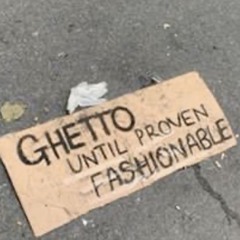 GHETTO
UNTIL PROVEN
FASHIONABLE